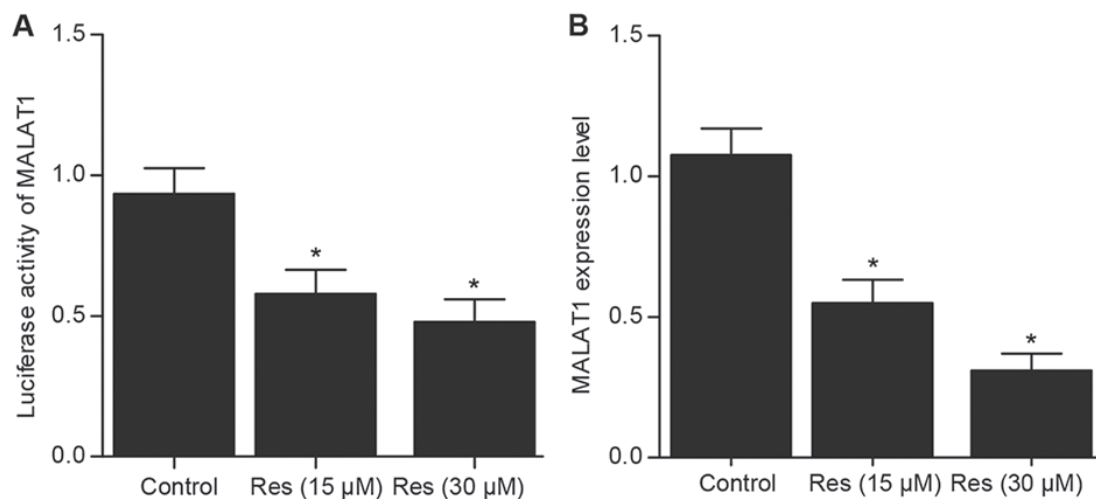 A
Luciferase activity of MALAT1
1.5
1.0
0.5
0.0
*
*
Control Res (15 µM) Res (30 µM)
B
MALAT1 expression level
1.5
1.0
0.5
0.0
*
*
Control Res (15 µM) Res (30 µM)